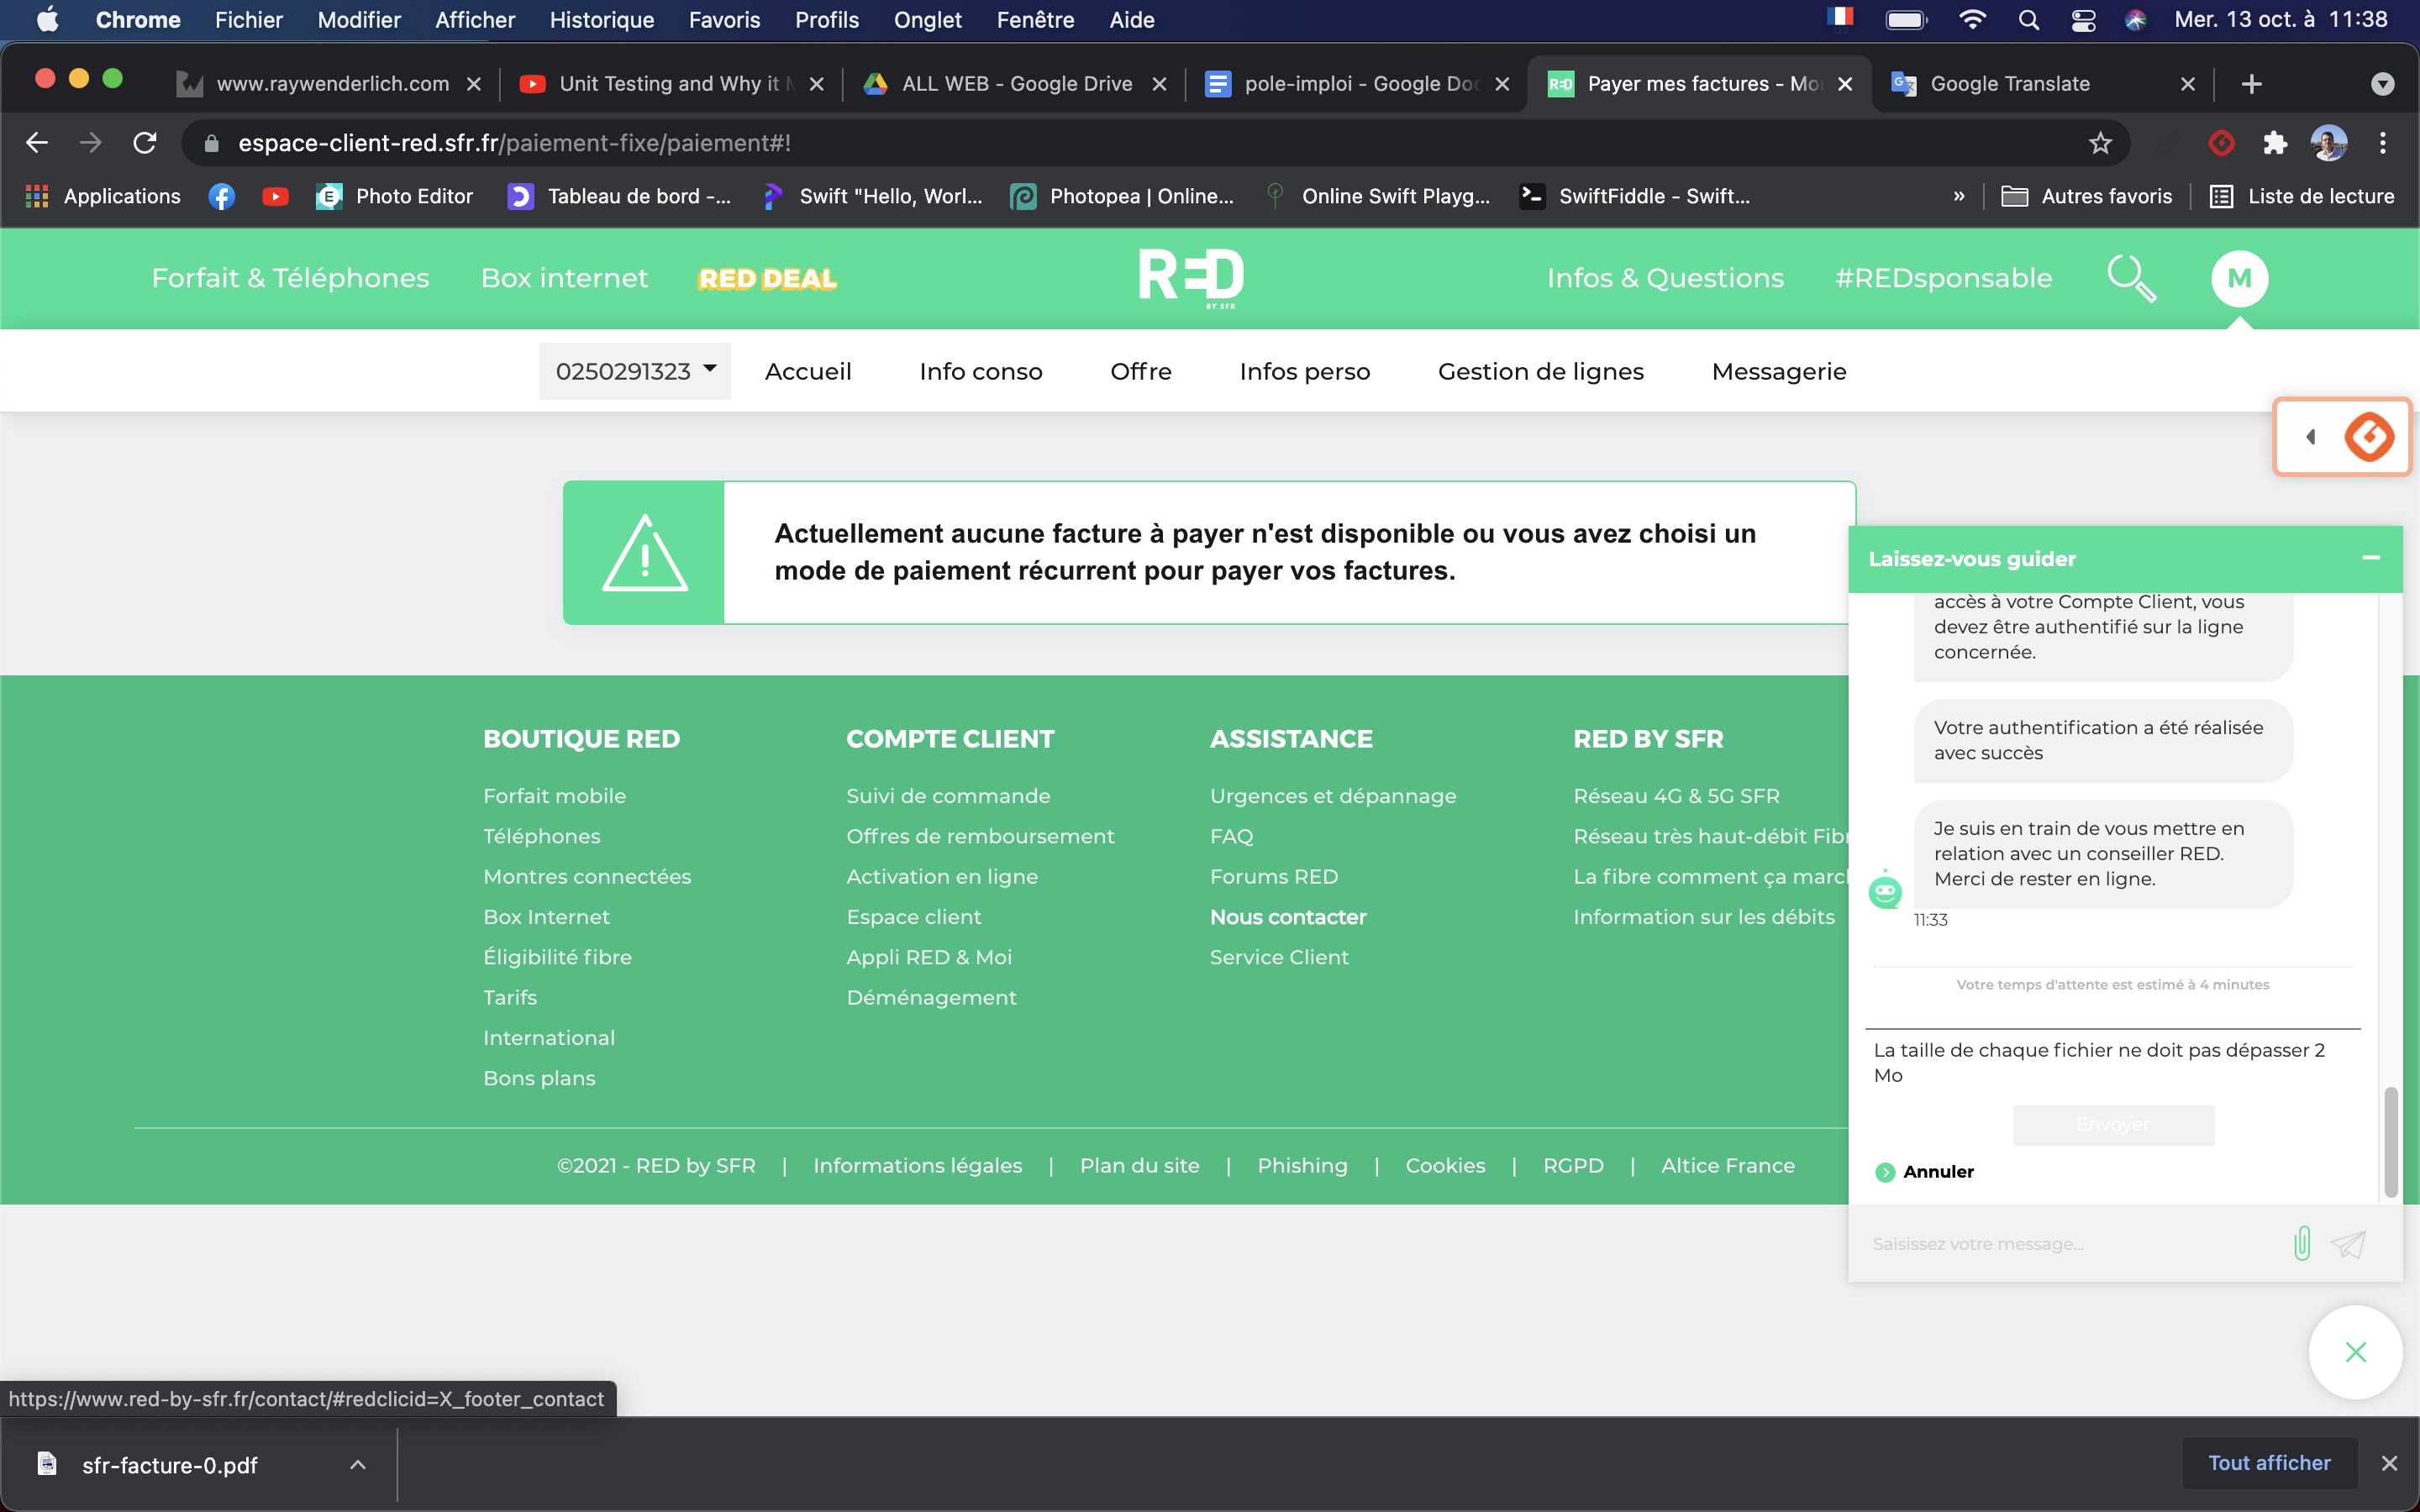 Chrome Fichier Modifier Afficher Historique Favoris Profils Onglet Fenêtre Aide Mer. 13 oct. à 11:38
www.raywenderlich.com Unit Testing and Why it ALL WEB - Google Drive pole-imploi - Google Doc Payer mes factures - Mo Google Translate
espace-client-red.sfr.fr/paiement-fixe/paiement#!
Applications Photo Editor Tableau de bord -... Swift "Hello, Worl... Photopea | Online... Online Swift Playg... SwiftFiddle - Swift... » Autres favoris Liste de lecture
Forfait & Téléphones Box internet RED DEAL RED Infos & Questions #REDsponsable M
BY SFR
0250291323 Accueil Info conso Offre Infos perso Gestion de lignes Messagerie
Actuellement aucune facture à payer n'est disponible ou vous avez choisi un
mode de paiement récurrent pour payer vos factures.
BOUTIQUE RED
Forfait mobile
Téléphones
Montres connectées
Box Internet
Éligibilité fibre
Tarifs
International
Bons plans
COMPTE CLIENT
Suivi de commande
Offres de remboursement
Activation en ligne
Espace client
Appli RED & Moi
Déménagement
ASSISTANCE
Urgences et dépannage
FAQ
Forums RED
Nous contacter
Service Client
RED BY SFR
Réseau 4G & 5G SFR
Réseau très haut-débit Fib
La fibre comment ça marc
Information sur les débits
©2021 - RED by SFR | Informations légales | Plan du site | Phishing | Cookies | RGPD | Altice France
Laissez-vous guider
accès à votre Compte Client, vous
devez être authentifié sur la ligne
concernée.
Votre authentification a été réalisée
avec succès
Je suis en train de vous mettre en
relation avec un conseiller RED.
Merci de rester en ligne.
11:33
Votre temps d'attente est estimé à 4 minutes
La taille de chaque fichier ne doit pas dépasser 2
Mo
Envoyer
Annuler
Saisissez votre message...
https://www.red-by-sfr.fr/contact/#redclicid=X_footer_contact
sfr-facture-0.pdf Tout afficher